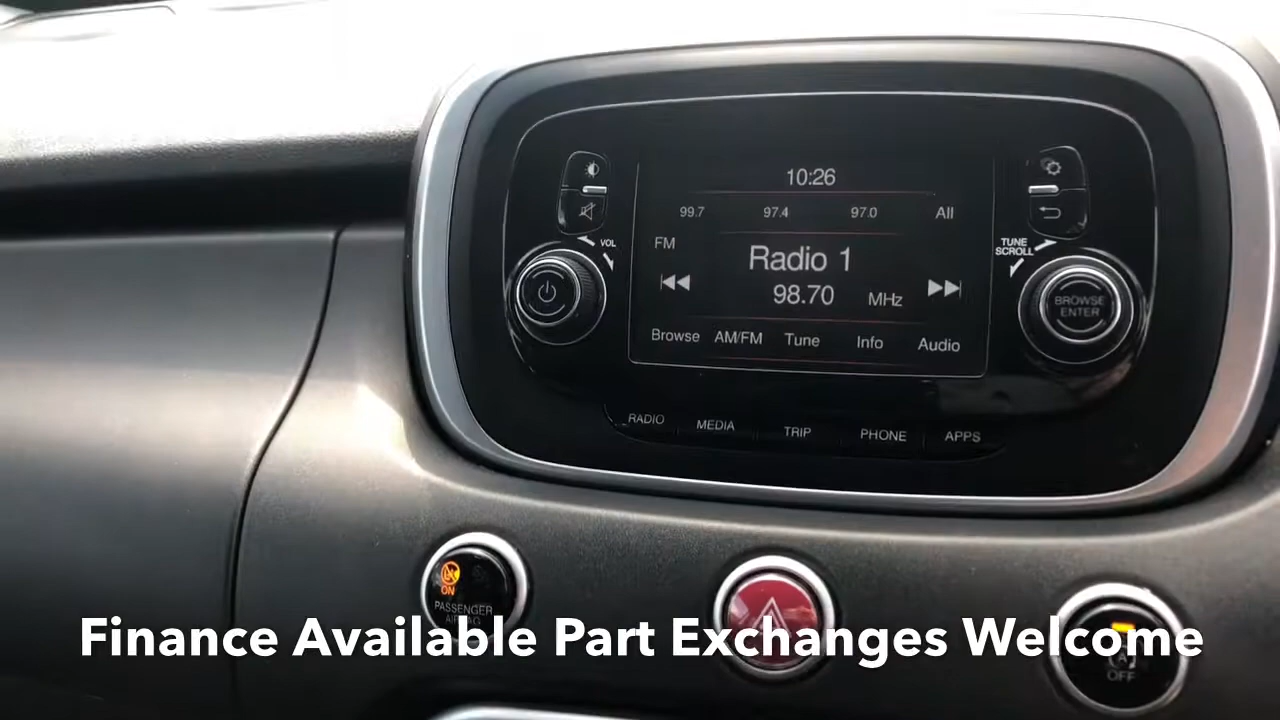 10:26
99.7 97.4 97.0 All
FM
Radio 1
98.70 MHz
Browse AM/FM Tune Info Audio
VOL
TUNE
SCROLL
BROWSE
ENTER
RADIO MEDIA TRIP PHONE APPS
ON
PASSENGER
OFF
Finance Available Part Exchanges Welcome